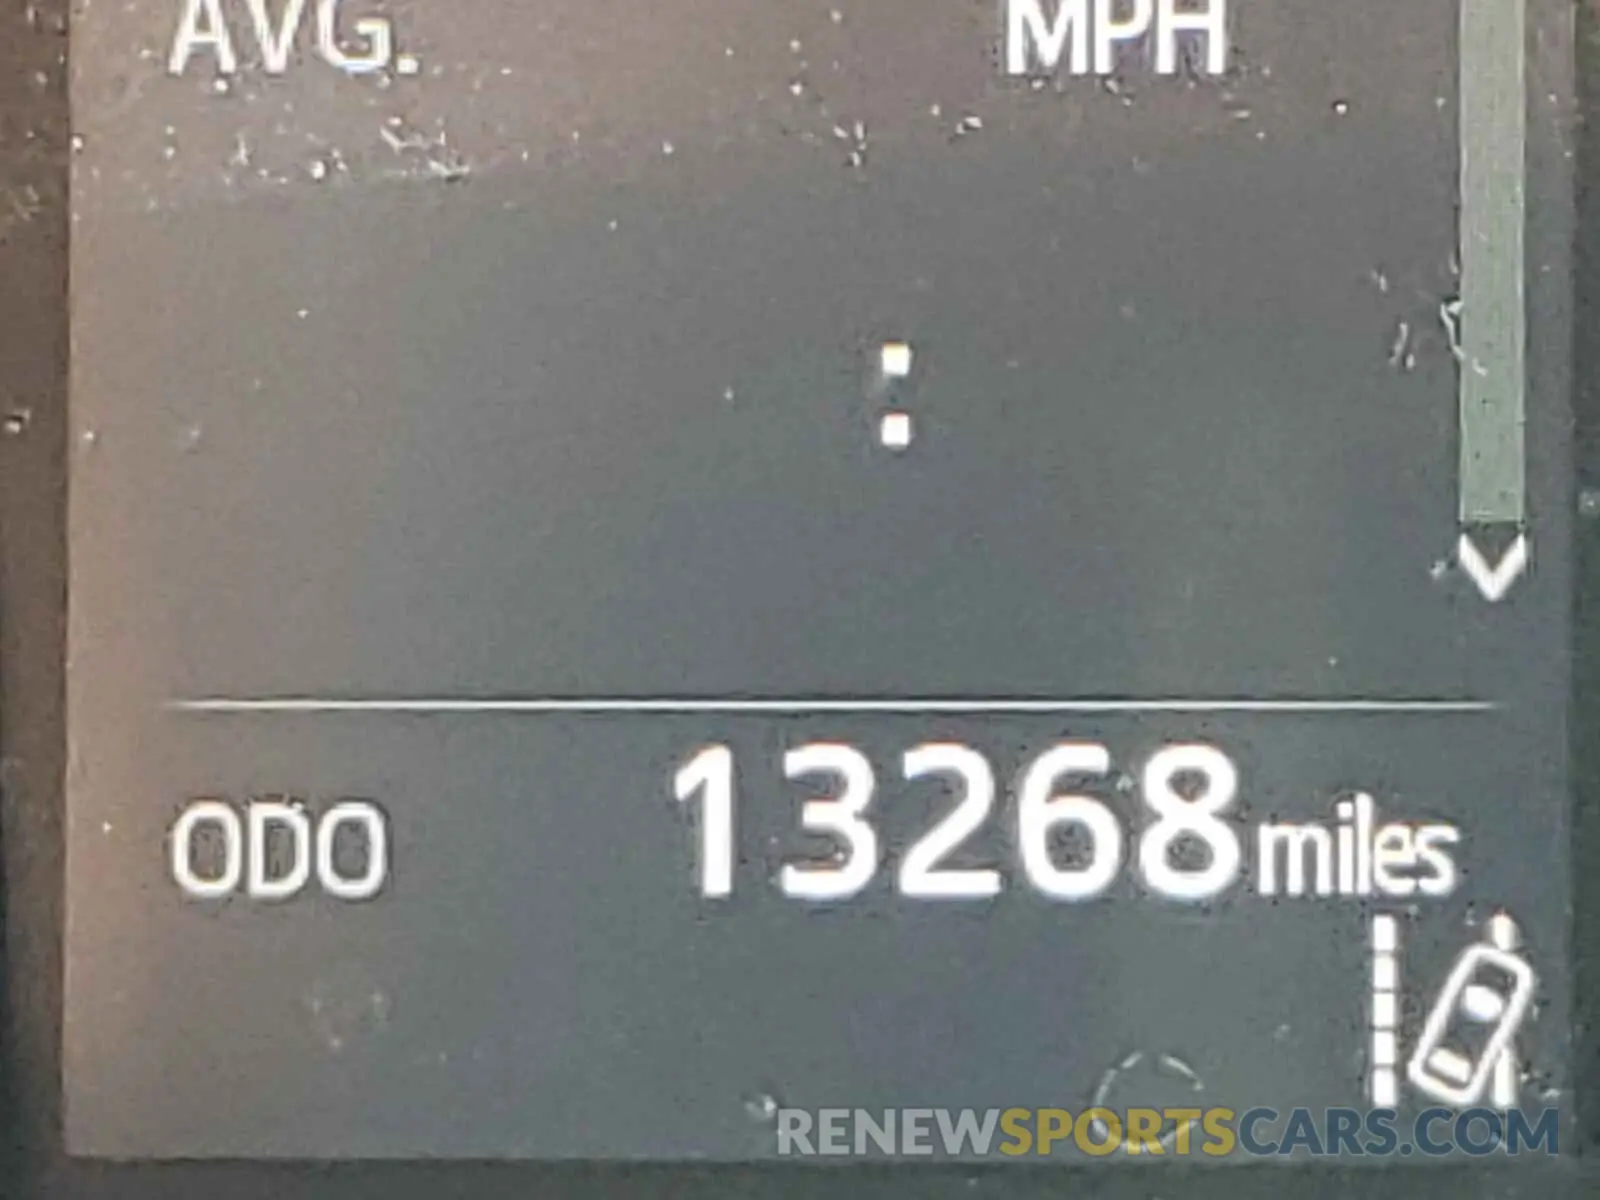 AVG. MPH
:
ODO 13268 miles
RENEWSPORTSCARS.COM